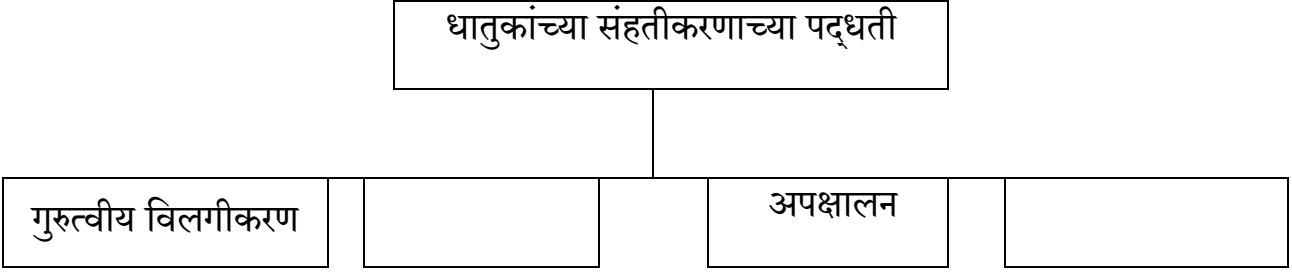 धातुकांच्या संहतीकरणाच्या पद्धती
गुरुत्वीय विलगीकरण
अपक्षालन